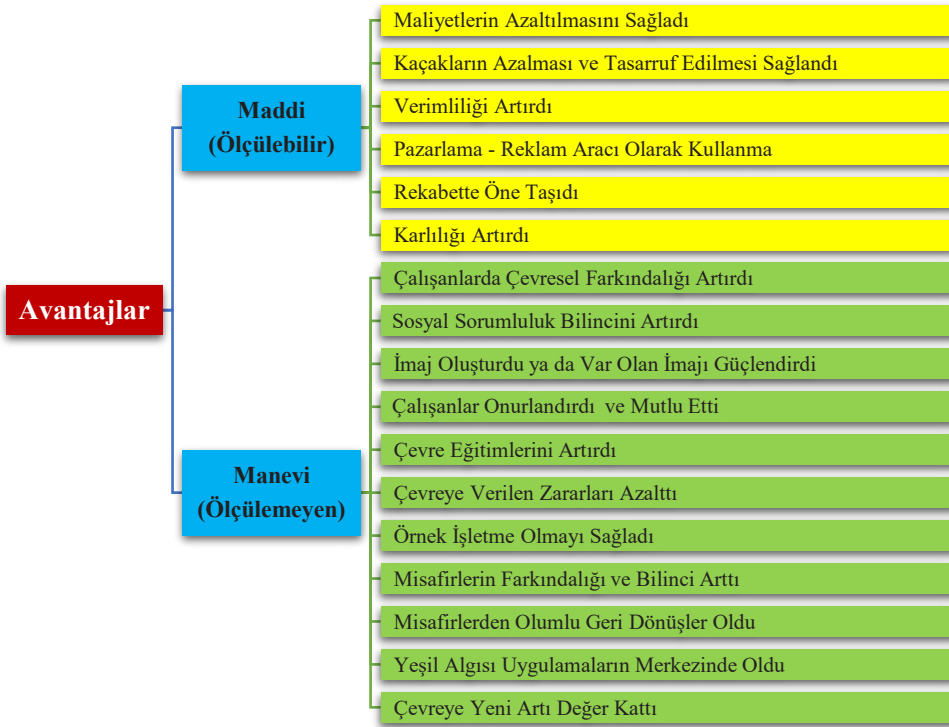 Avantajlar
Maddi
(Ölçülebilir)
Maliyetlerin Azaltılmasını Sağladı
Kaçakların Azalması ve Tasarruf Edilmesi Sağlandı
Verimliliği Artırdı
Pazarlama - Reklam Aracı Olarak Kullanma
Rekabette Öne Taşıdı
Karlılığı Artırdı
Manevi
(Ölçülemeyen)
Çalışanlarda Çevresel Farkındalığı Artırdı
Sosyal Sorumluluk Bilincini Artırdı
İmaj Oluşturdu ya da Var Olan İmajı Güçlendirdi
Çalışanlar Onurlandırdı ve Mutlu Etti
Çevre Eğitimlerini Artırdı
Çevreye Verilen Zararları Azalttı
Örnek İşletme Olmayı Sağladı
Misafirlerin Farkındalığı ve Bilinci Arttı
Misafirlerden Olumlu Geri Dönüşler Oldu
Yeşil Algısı Uygulamaların Merkezinde Oldu
Çevreye Yeni Artı Değer Kattı